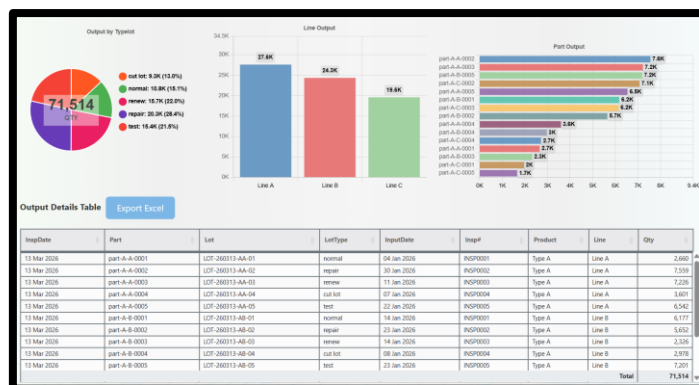 Output by Typelot
71,514
QTY
cut lot: 9.3K (13.0%)
normal: 10.8K (15.1%)
renew: 15.7K (22.0%)
repair: 20.3K (28.4%)
test: 15.4K (21.5%)
Line Output
34.5K
30K
25K
20K
15K
10K
5K
0K
27.6K
24.3K
19.6K
Line A
Line B
Line C
Part Output
part-A-A-0002 7.6K
part-A-A-0003 7.2K
part-A-B-0005 7.2K
part-A-C-0002 7.1K
part-A-A-0005 6.5K
part-A-B-0001 6.2K
part-A-C-0003 6.2K
part-A-B-0002 5.7K
part-A-A-0004 3.6K
part-A-B-0004 3K
part-A-C-0004 2.7K
part-A-A-0001 2.7K
part-A-B-0003 2.3K
part-A-C-0001 2K
part-A-C-0005 1.7K
0K 1K 2K 3K 4K 5K 6K 7K 8K 9.4K
Output Details Table
Export Excel
InspDate Part Lot LotType InputDate Insp# Product Line Qty
13 Mar 2026 part-A-A-0001 LOT-260313-AA-01 normal 04 Jan 2026 INSP0001 Type A Line A 2,660
13 Mar 2026 part-A-A-0002 LOT-260313-AA-02 repair 30 Jan 2026 INSP0002 Type A Line A 7,559
13 Mar 2026 part-A-A-0003 LOT-260313-AA-03 renew 11 Jan 2026 INSP0003 Type A Line A 7,226
13 Mar 2026 part-A-A-0004 LOT-260313-AA-04 cut lot 07 Jan 2026 INSP0004 Type A Line A 3,601
13 Mar 2026 part-A-A-0005 LOT-260313-AA-05 test 22 Jan 2026 INSP0005 Type A Line A 6,542
13 Mar 2026 part-A-B-0001 LOT-260313-AB-01 normal 14 Jan 2026 INSP0001 Type A Line B 6,177
13 Mar 2026 part-A-B-0002 LOT-260313-AB-02 repair 23 Jan 2026 INSP0002 Type A Line B 5,652
13 Mar 2026 part-A-B-0003 LOT-260313-AB-03 renew 14 Jan 2026 INSP0003 Type A Line B 2,326
13 Mar 2026 part-A-B-0004 LOT-260313-AB-04 cut lot 08 Jan 2026 INSP0004 Type A Line B 2,978
13 Mar 2026 part-A-B-0005 LOT-260313-AB-05 test 23 Jan 2026 INSP0005 Type A Line B 7,201
Total 71,514